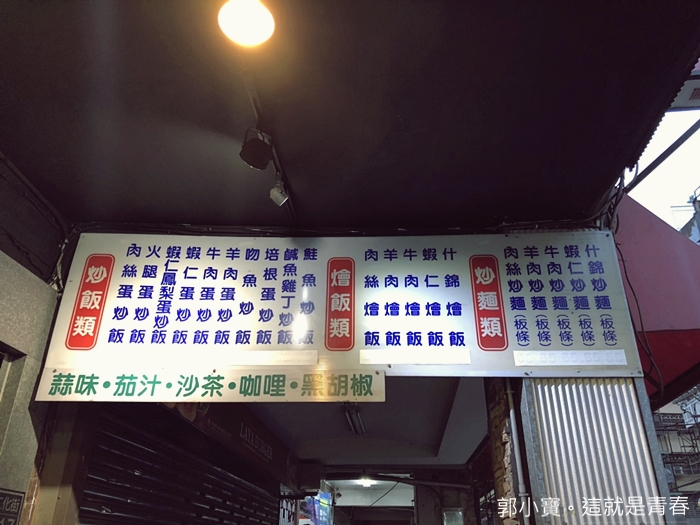 炒飯類
肉絲蛋炒飯
火腿蛋炒飯
蝦仁鳳梨蛋炒飯
蝦仁蛋炒飯
牛肉蛋炒飯
羊肉蛋炒飯
吻魚炒飯
培根蛋炒飯
鹹魚雞丁炒飯
鮭魚炒飯
燴飯類
肉絲燴飯
羊肉燴飯
牛肉燴飯
蝦仁燴飯
什錦燴飯
炒麵類
肉絲炒麵(板條)
羊肉炒麵(板條)
牛肉炒麵(板條)
蝦仁炒麵(板條)
什錦炒麵(板條)
蒜味•茄汁•沙茶•咖哩•黑胡椒
郭小寶。這就是青春